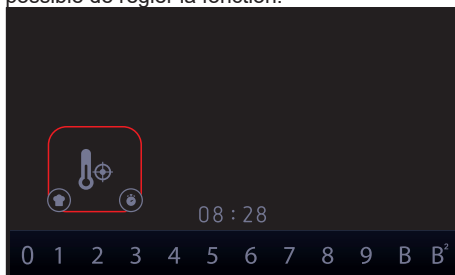 possible de régler la fonction.
08 : 28
0 1 2 3 4 5 6 7 8 9 B B²